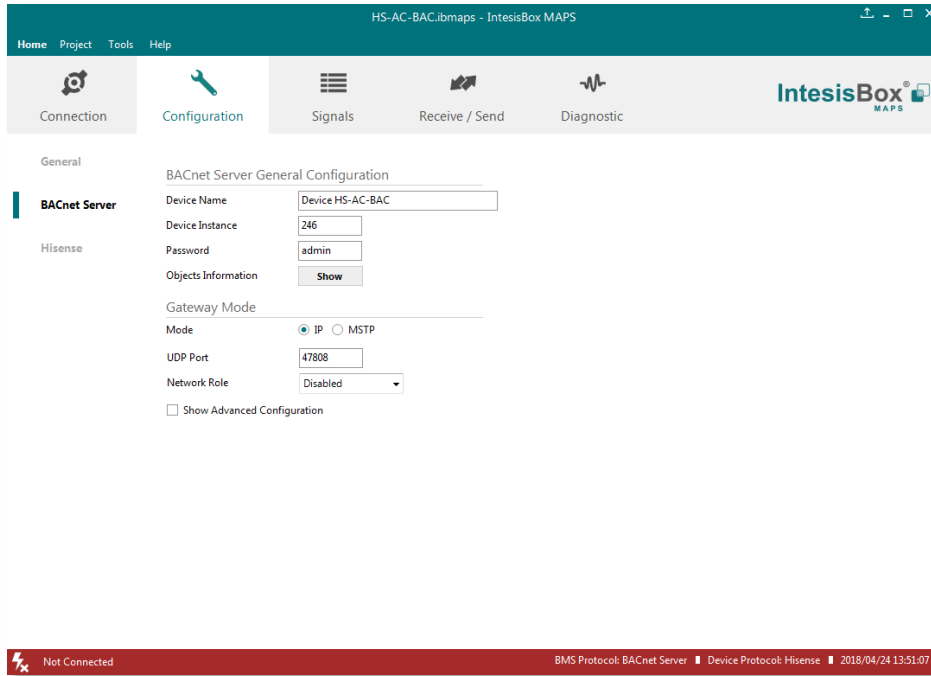 HS-AC-BAC.ibmaps - IntesisBox MAPS
Home Project Tools Help
Connection Configuration Signals Receive / Send Diagnostic
IntesisBox®
MAPS
General
BACnet Server
Hisense
BACnet Server General Configuration
Device Name Device HS-AC-BAC
Device Instance 246
Password admin
Objects Information Show
Gateway Mode
Mode IP MSTP
UDP Port 47808
Network Role Disabled
Show Advanced Configuration
Not Connected BMS Protocol: BACnet Server Device Protocol: Hisense 2018/04/24 13:51:07